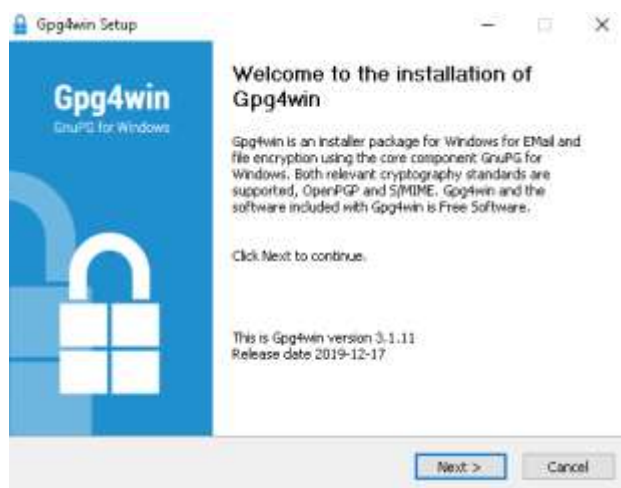 Gpg4win Setup
Gpg4win
GnuPG for Windows
Welcome to the installation of
Gpg4win
Gpg4win is an installer package for Windows for EMail and
file encryption using the core component GnuPG for
Windows. Both relevant cryptography standards are
supported, OpenPGP and S/MIME. Gpg4win and the
software included with Gpg4win is Free Software.
Click Next to continue.
This is Gpg4win version 3.1.11
Release date 2019-12-17
Next >
Cancel